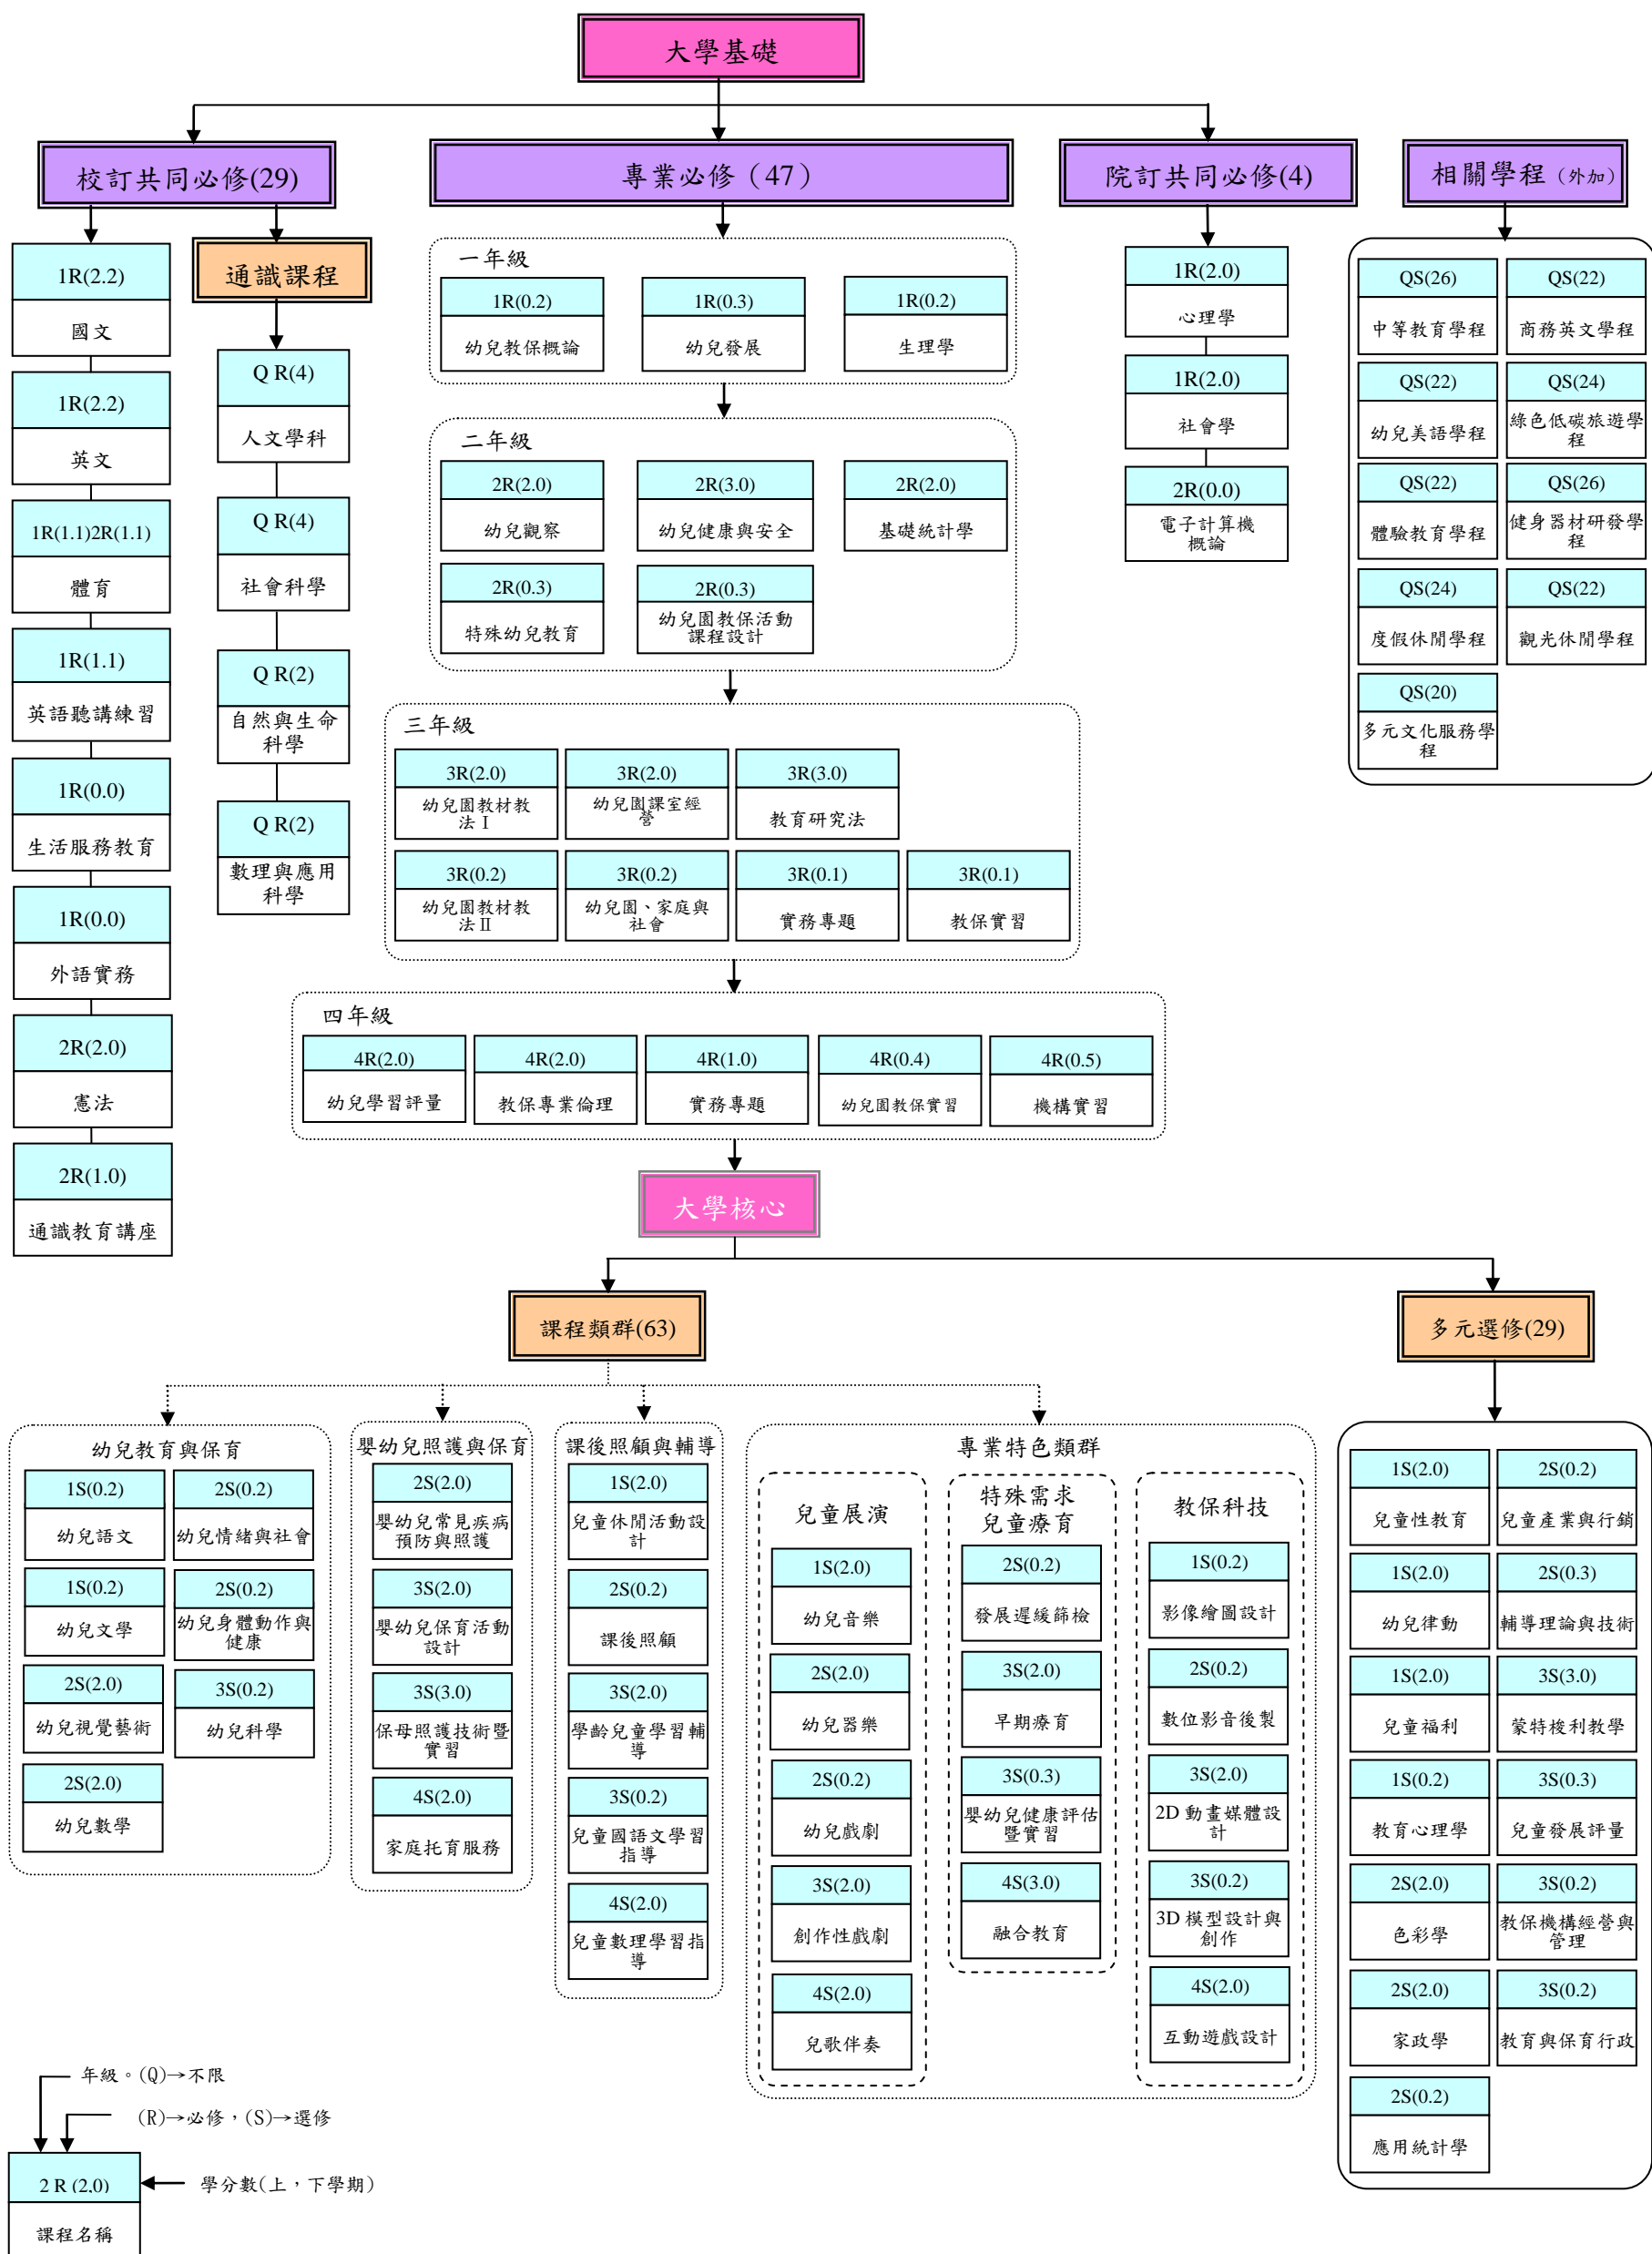 大學基礎
校訂共同必修(29)
1R(2.2)
國文
1R(2.2)
英文
1R(1.1)2R(1.1)
體育
1R(1.1)
英語聽講練習
1R(0.0)
生活服務教育
1R(0.0)
外語實務
2R(2.0)
憲法
2R(1.0)
通識教育講座
通識課程
Q R(4)
人文學科
Q R(4)
社會科學
Q R(2)
自然與生命
科學
Q R(2)
數理與應用
科學
專業必修（47）
一年級
1R(0.2)
幼兒教保概論
1R(0.3)
幼兒發展
1R(0.2)
生理學
二年級
2R(2.0)
幼兒觀察
2R(3.0)
幼兒健康與安全
2R(2.0)
基礎統計學
2R(0.3)
特殊幼兒教育
2R(0.3)
幼兒園教保活動
課程設計
三年級
3R(2.0)
幼兒園教材教
法Ⅰ
3R(2.0)
幼兒園課室經
營
3R(3.0)
教育研究法
3R(0.2)
幼兒園教材教
法Ⅱ
3R(0.2)
幼兒園、家庭與
社會
3R(0.1)
實務專題
3R(0.1)
教保實習
四年級
4R(2.0)
幼兒學習評量
4R(2.0)
教保專業倫理
4R(1.0)
實務專題
4R(0.4)
幼兒園教保實習
4R(0.5)
機構實習
院訂共同必修(4)
1R(2.0)
心理學
1R(2.0)
社會學
2R(0.0)
電子計算機
概論
相關學程（外加）
QS(26)
中等教育學程
QS(22)
商務英文學程
QS(22)
幼兒美語學程
QS(24)
綠色低碳旅遊學
程
QS(22)
體驗教育學程
QS(26)
健身器材研發學
程
QS(24)
度假休閒學程
QS(22)
觀光休閒學程
QS(20)
多元文化服務學
程
大學核心
課程類群(63)
幼兒教育與保育
1S(0.2)
幼兒語文
2S(0.2)
幼兒情緒與社會
1S(0.2)
幼兒文學
2S(0.2)
幼兒身體動作與
健康
2S(2.0)
幼兒視覺藝術
3S(0.2)
幼兒科學
2S(2.0)
幼兒數學
嬰幼兒照護與保育
2S(2.0)
嬰幼兒常見疾病
預防與照護
3S(2.0)
嬰幼兒保育活動
設計
3S(3.0)
保母照護技術暨
實習
4S(2.0)
家庭托育服務
課後照顧與輔導
1S(2.0)
兒童休閒活動設
計
2S(0.2)
課後照顧
3S(2.0)
學齡兒童學習輔
導
3S(0.2)
兒童國語文學習
指導
4S(2.0)
兒童數理學習指
導
專業特色類群
兒童展演
1S(2.0)
幼兒音樂
2S(2.0)
幼兒器樂
2S(0.2)
幼兒戲劇
3S(2.0)
創作性戲劇
4S(2.0)
兒歌伴奏
特殊需求
兒童療育
2S(0.2)
發展遲緩篩檢
3S(2.0)
早期療育
3S(0.3)
嬰幼兒健康評估
暨實習
4S(3.0)
融合教育
教保科技
1S(0.2)
影像繪圖設計
2S(0.2)
數位影音後製
3S(2.0)
2D 動畫媒體設
計
3S(0.2)
3D 模型設計與
創作
4S(2.0)
互動遊戲設計
多元選修(29)
1S(2.0)
兒童性教育
2S(0.2)
兒童產業與行銷
1S(2.0)
幼兒律動
2S(0.3)
輔導理論與技術
1S(2.0)
兒童福利
3S(3.0)
蒙特梭利教學
1S(0.2)
教育心理學
3S(0.3)
兒童發展評量
2S(2.0)
色彩學
3S(0.2)
教保機構經營與
管理
2S(2.0)
家政學
3S(0.2)
教育與保育行政
2S(0.2)
應用統計學
年級。(Q)→不限
(R)→必修，(S)→選修
2 R (2,0)
學分數(上，下學期)
課程名稱